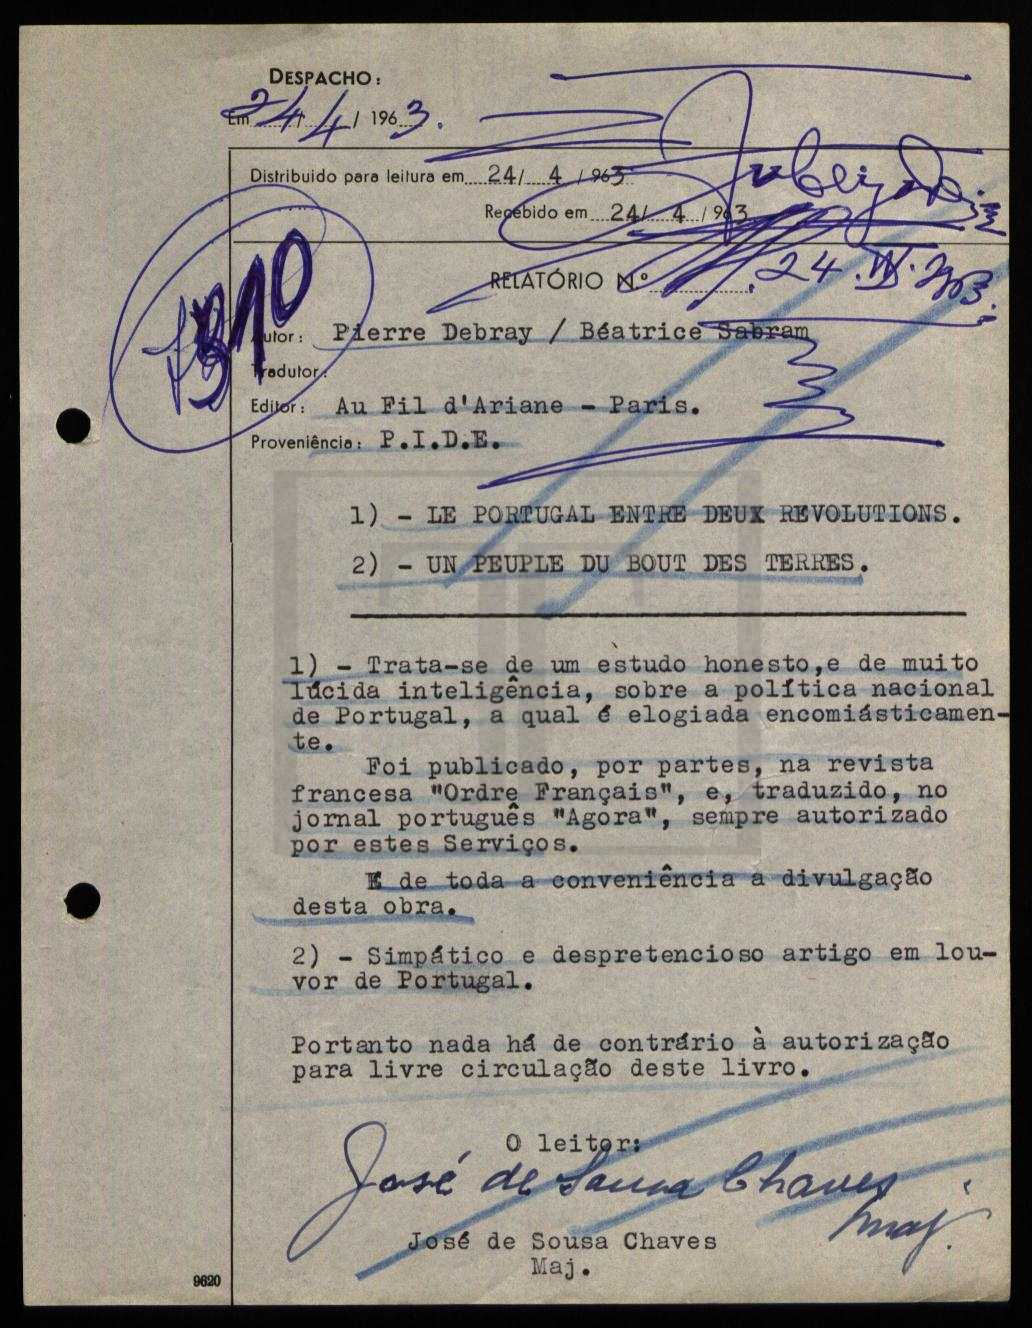 DESPACHO:
Em 24/4/1963.
Distribuido para leitura em 24/ 4 /963
Recebido em 24/ 4 /963
RELATÓRIO N.º
24.IV.963.
Autor: Pierre Debray / Béatrice Sabram
Tradutor:
Editor: Au Fil d'Ariane - Paris.
Proveniência: P.I.D.E.
1) - LE PORTUGAL ENTRE DEUX REVOLUTIONS.
2) - UN PEUPLE DU BOUT DES TERRES.
1) - Trata-se de um estudo honesto,e de muito
lúcida inteligência, sobre a política nacional
de Portugal, a qual é elogiada encomiásticamen-
te.
Foi publicado, por partes, na revista
francesa "Ordre Français", e, traduzido, no
jornal português "Agora", sempre autorizado
por estes Serviços.
É de toda a conveniência a divulgação
desta obra.
2) - Simpático e despretencioso artigo em lou-
vor de Portugal.
Portanto nada há de contrário à autorização
para livre circulação deste livro.
O leitor:
José de Sousa Chaves
Maj.
José de Sousa Chaves
Maj.
9620